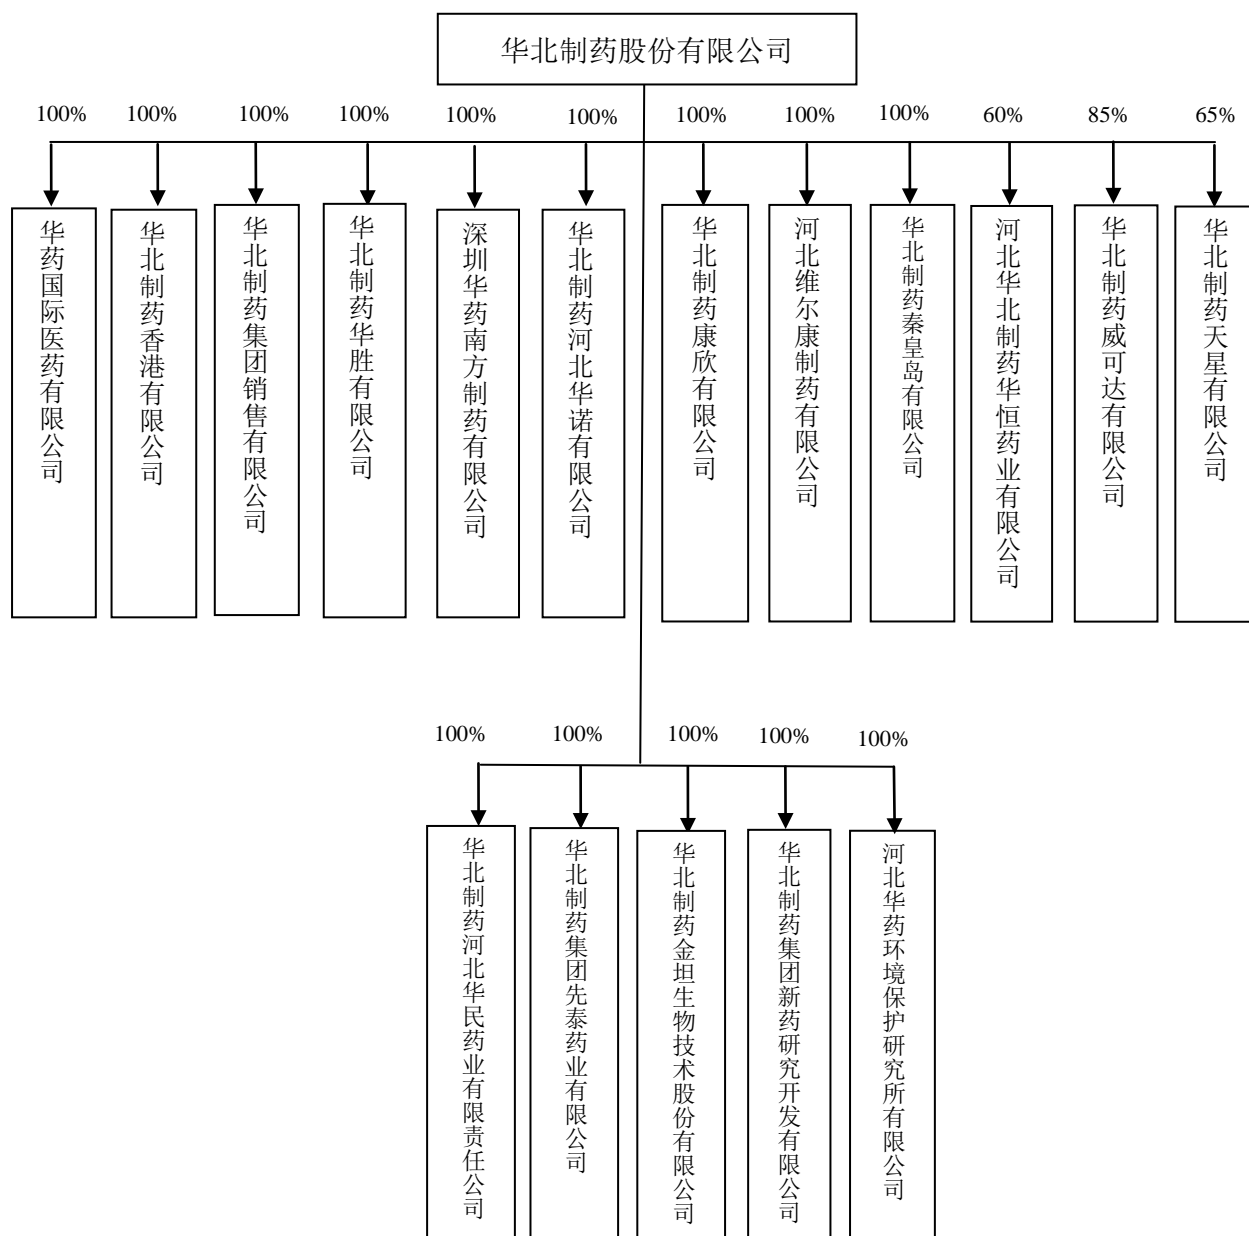 华北制药股份有限公司
100%
100%
100%
100%
100%
100%
100%
100%
100%
60%
85%
65%
华药国际医药有限公司
华北制药香港有限公司
华北制药集团销售有限公司
华北制药华胜有限公司
深圳华药南方制药有限公司
华北制药河北华诺有限公司
华北制药康欣有限公司
河北维尔康制药有限公司
华北制药秦皇岛有限公司
河北华北制药华恒药业有限公司
华北制药威可达有限公司
华北制药天星有限公司
100%
100%
100%
100%
100%
华北制药河北华民药业有限责任公司
华北制药集团先泰药业有限公司
华北制药金坦生物技术股份有限公司
华北制药集团新药研究开发有限公司
河北华药环境保护研究所有限公司